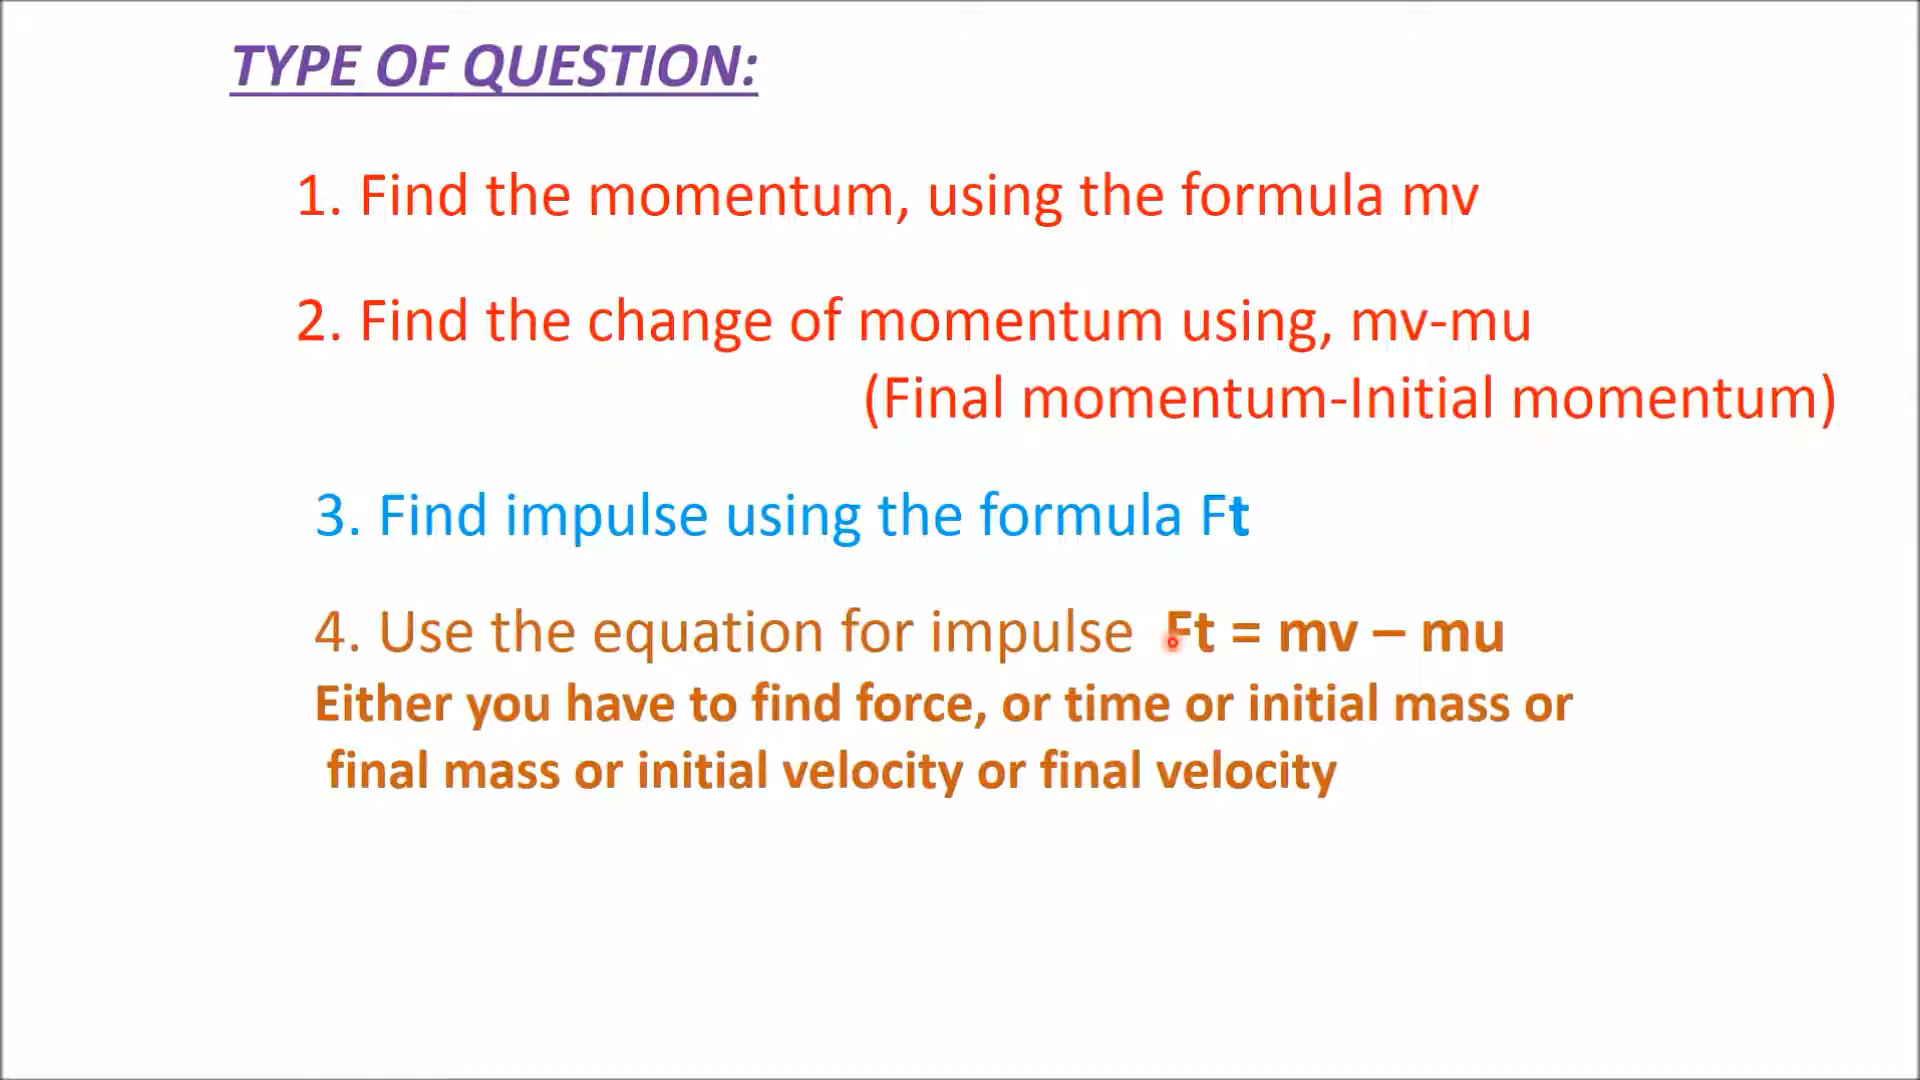 TYPE OF QUESTION:
1. Find the momentum, using the formula mv
2. Find the change of momentum using, mv-mu
(Final momentum-Initial momentum)
3. Find impulse using the formula Ft
4. Use the equation for impulse Ft = mv – mu
Either you have to find force, or time or initial mass or
final mass or initial velocity or final velocity